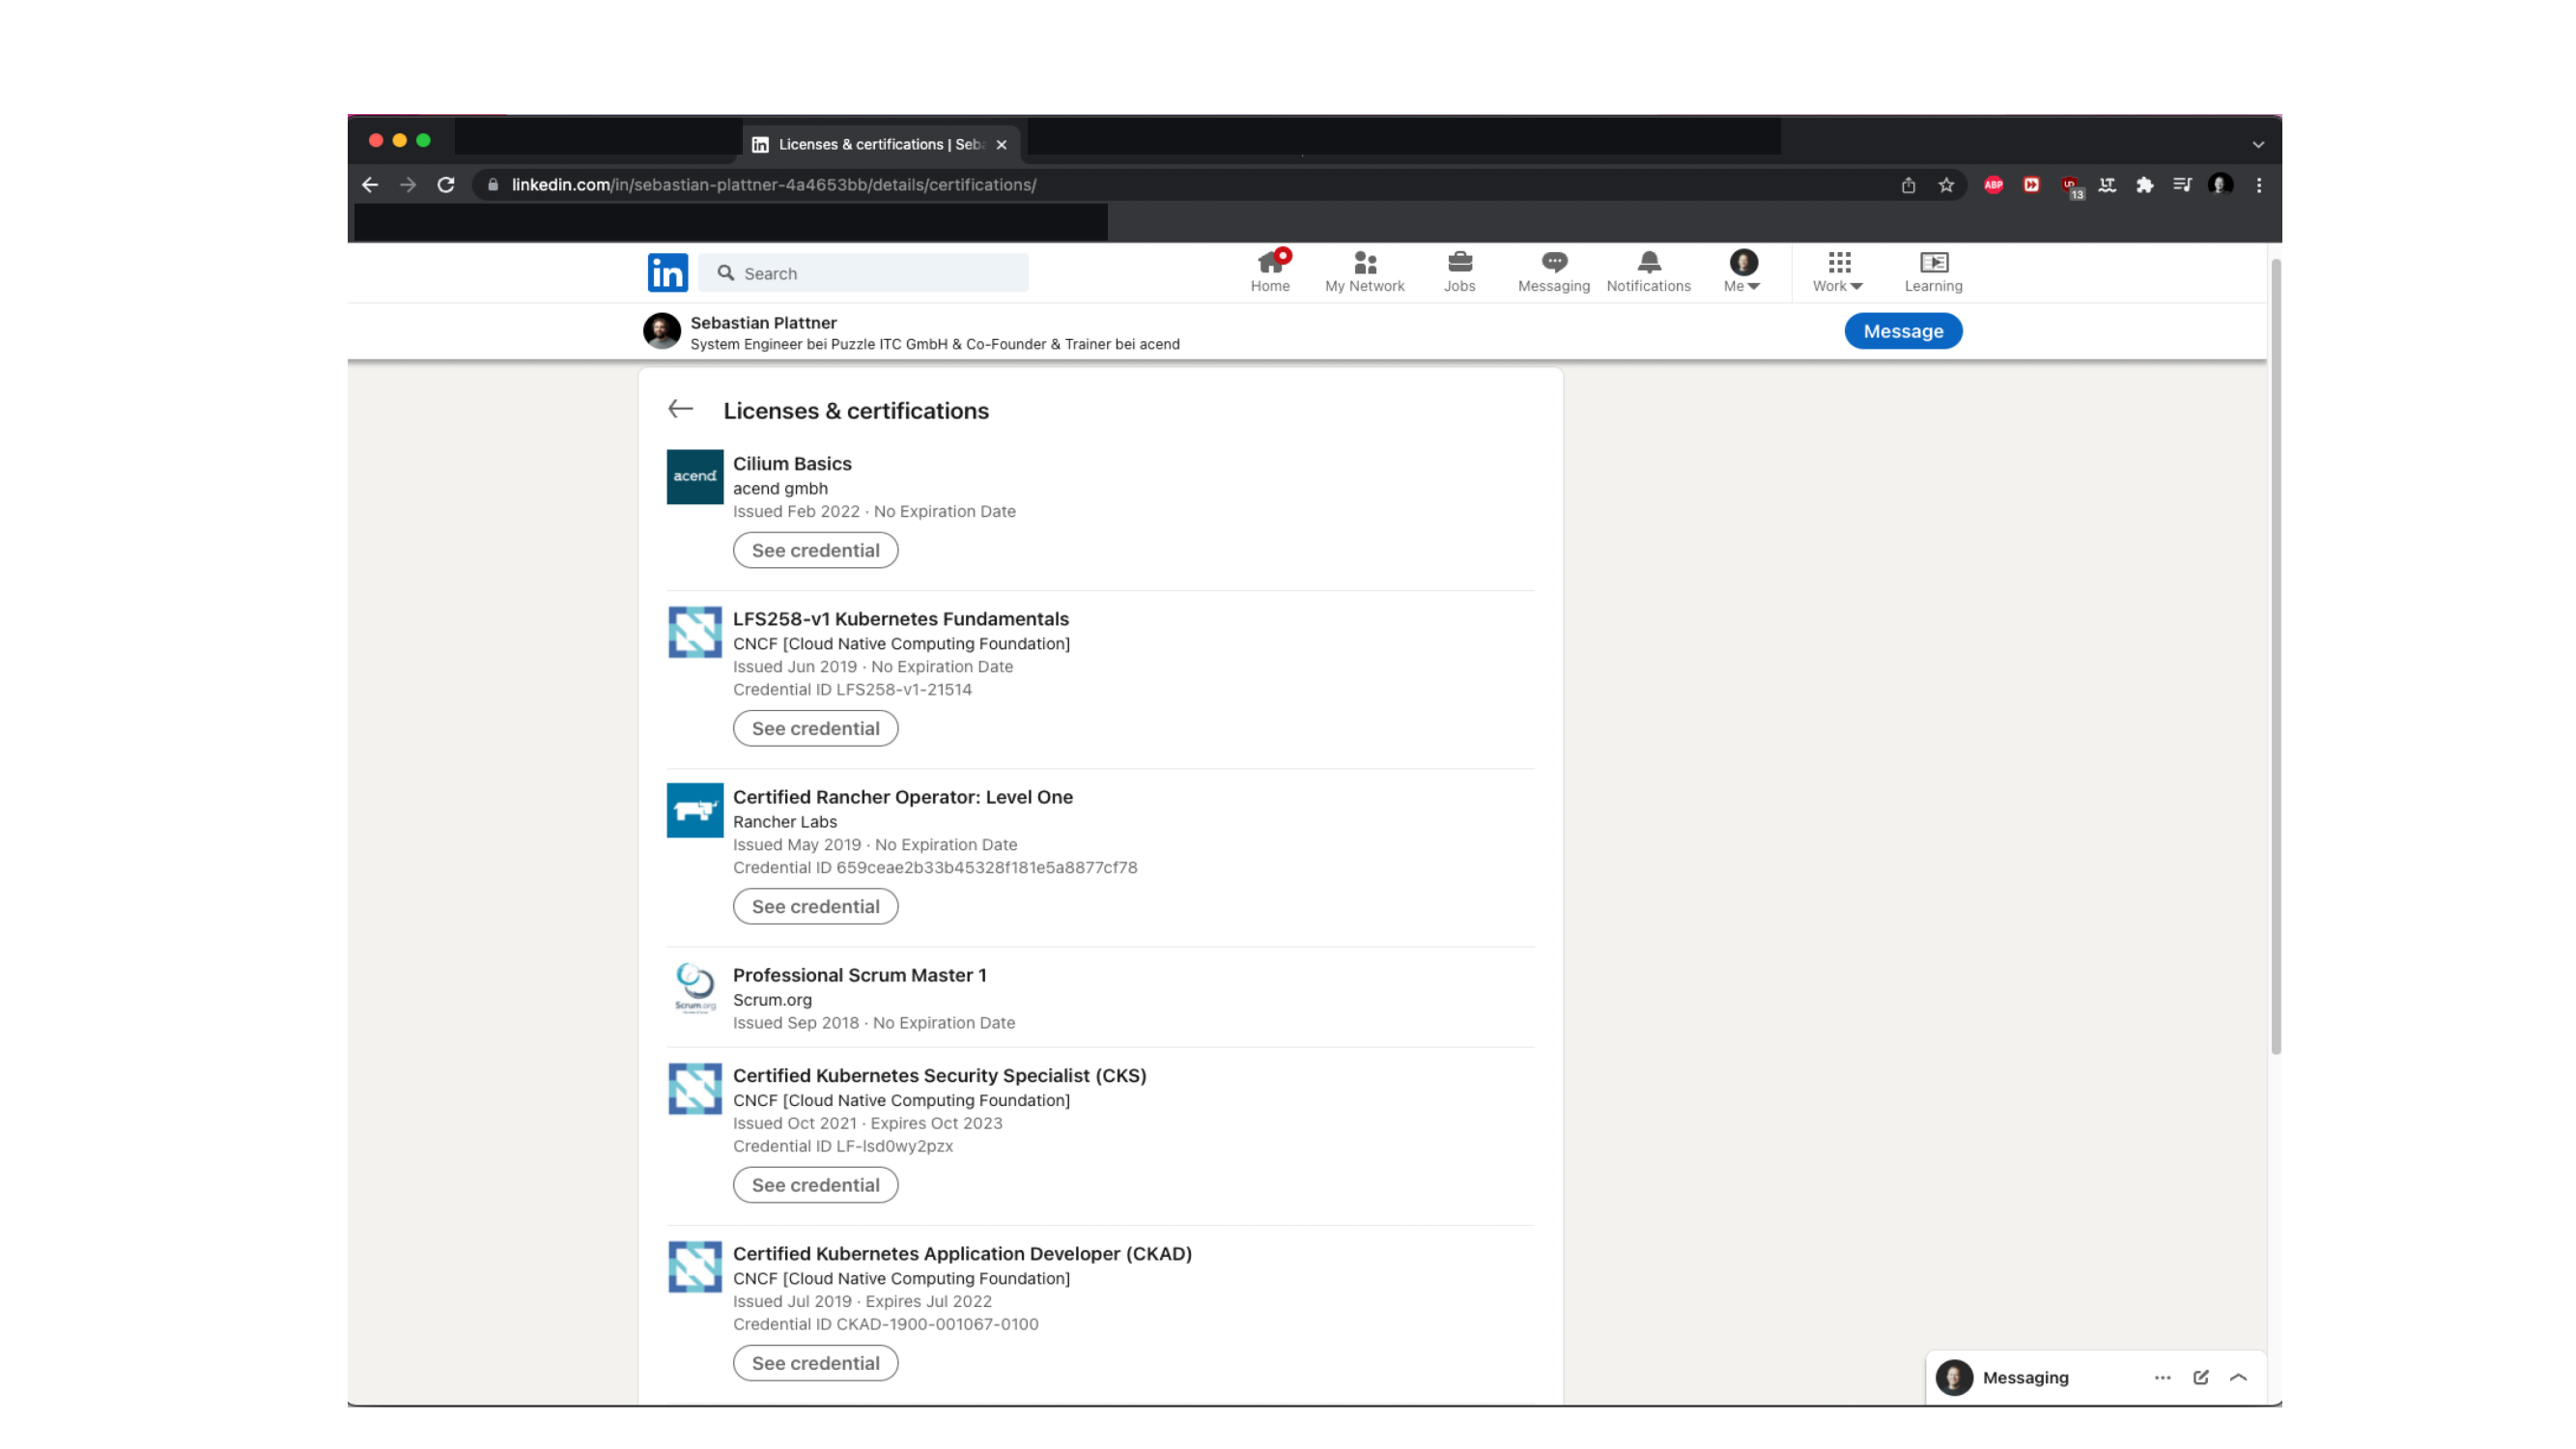 Licenses & certifications | Seba
linkedin.com/in/sebastian-plattner-4a4653bb/details/certifications/
ABP
13
in
Search
Home
My Network
Jobs
Messaging
Notifications
Me
Work
Learning
Sebastian Plattner
System Engineer bei Puzzle ITC GmbH & Co-Founder & Trainer bei acend
Message
Licenses & certifications
acend
Cilium Basics
acend gmbh
Issued Feb 2022 · No Expiration Date
See credential
LFS258-v1 Kubernetes Fundamentals
CNCF [Cloud Native Computing Foundation]
Issued Jun 2019 · No Expiration Date
Credential ID LFS258-v1-21514
See credential
Certified Rancher Operator: Level One
Rancher Labs
Issued May 2019 · No Expiration Date
Credential ID 659ceae2b33b45328f181e5a8877cf78
See credential
Scrum.org
Professional Scrum Master 1
Scrum.org
Issued Sep 2018 · No Expiration Date
Certified Kubernetes Security Specialist (CKS)
CNCF [Cloud Native Computing Foundation]
Issued Oct 2021 · Expires Oct 2023
Credential ID LF-lsd0wy2pzx
See credential
Certified Kubernetes Application Developer (CKAD)
CNCF [Cloud Native Computing Foundation]
Issued Jul 2019 · Expires Jul 2022
Credential ID CKAD-1900-001067-0100
See credential
Messaging